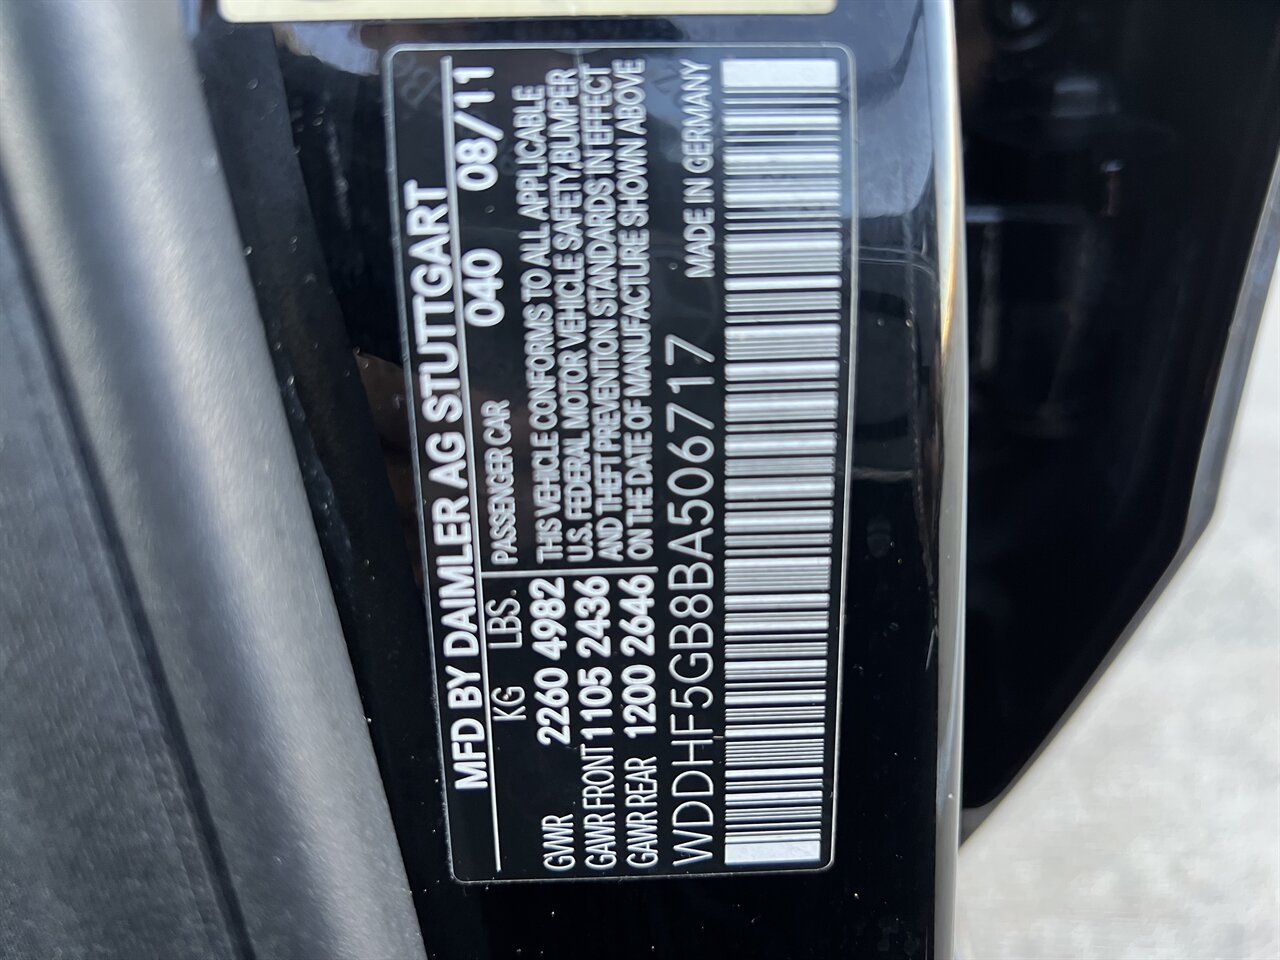 MFD BY DAIMLER AG STUTTGART
040 08/11
KG LBS. PASSENGER CAR
GVWR 2260 4982 THIS VEHICLE CONFORMS TO ALL APPLICABLE
GAWR FRONT 1105 2436 U.S. FEDERAL MOTOR VEHICLE SAFETY,BUMPER
AND THEFT PREVENTION STANDARDS IN EFFECT
GAWR REAR 1200 2646 ON THE DATE OF MANUFACTURE SHOWN ABOVE
WDDHF5GB8BA506717 MADE IN GERMANY